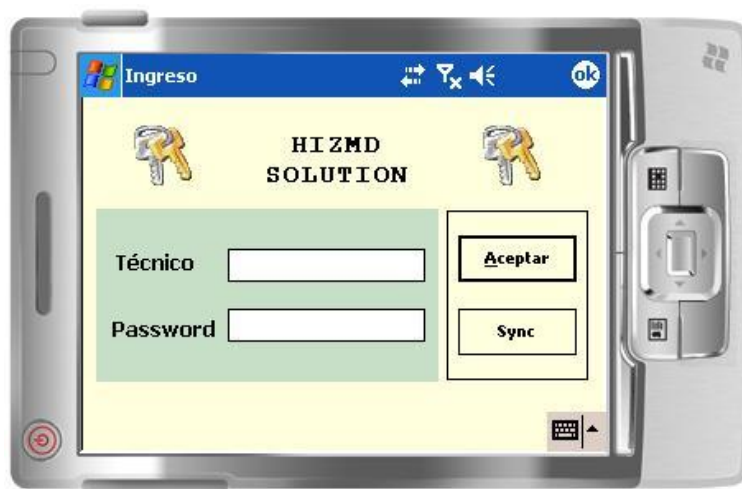 Ingreso
ok
HIZMD
SOLUTION
Técnico
Aceptar
Password
Sync